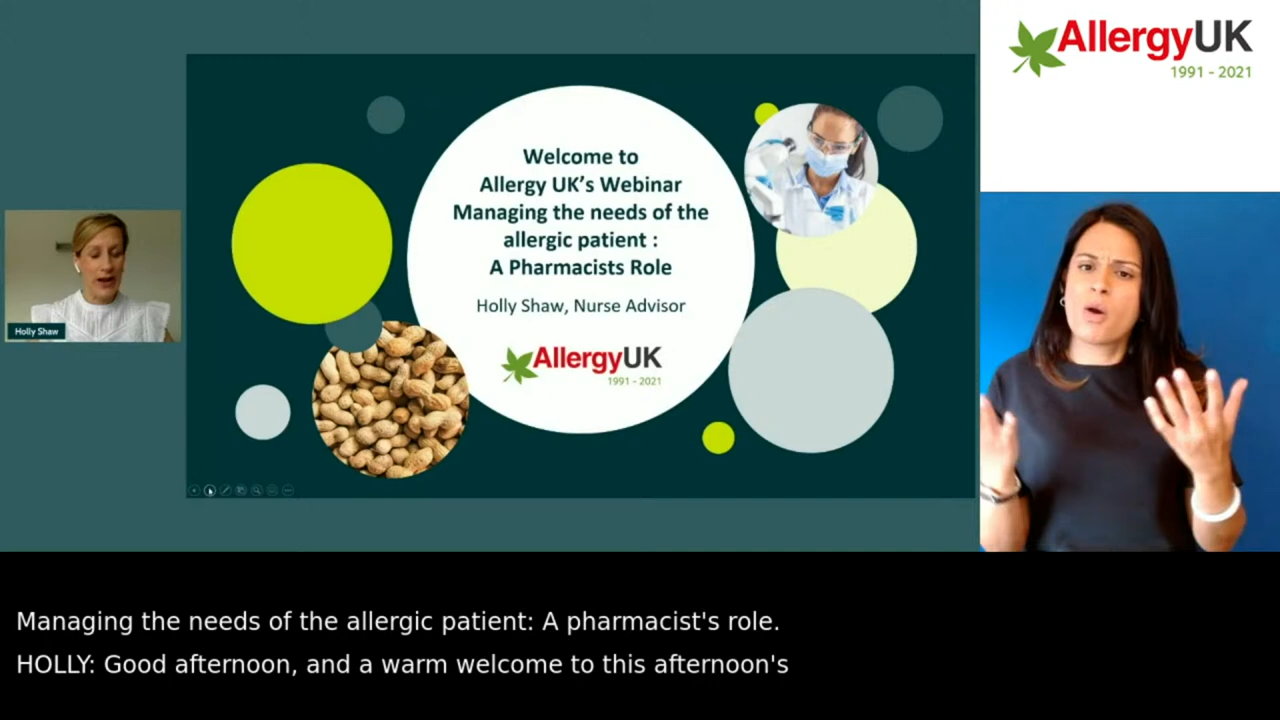 AllergyUK
1991 - 2021
Welcome to
Allergy UK’s Webinar
Managing the needs of the
allergic patient :
A Pharmacists Role
Holly Shaw, Nurse Advisor
AllergyUK
1991 - 2021
Holly Shaw
Managing the needs of the allergic patient: A pharmacist's role.
HOLLY: Good afternoon, and a warm welcome to this afternoon's